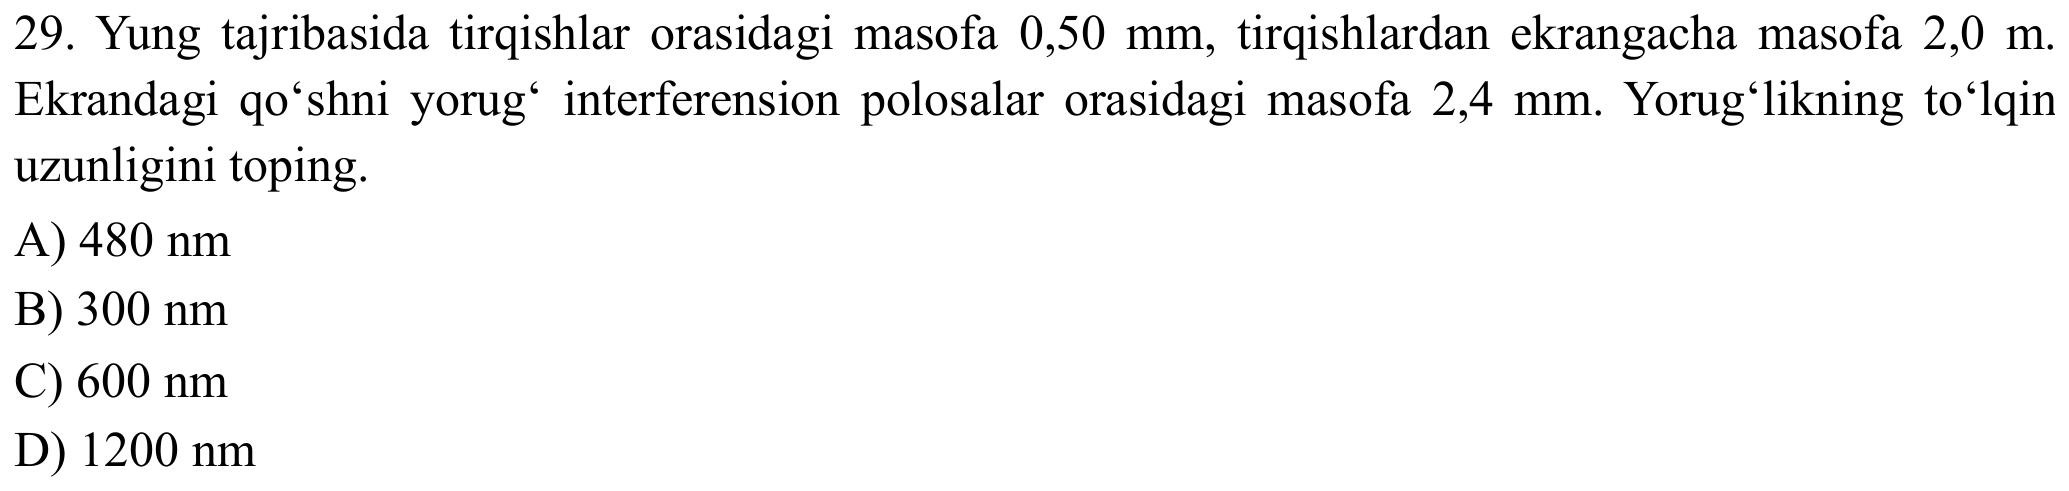 29. Yung tajribasida tirqishlar orasidagi masofa 0,50 mm, tirqishlardan ekrangacha masofa 2,0 m.
Ekrandagi qo‘shni yorug‘ interferension polosalar orasidagi masofa 2,4 mm. Yorug‘likning to‘lqin
uzunligini toping.
A) 480 nm
B) 300 nm
C) 600 nm
D) 1200 nm